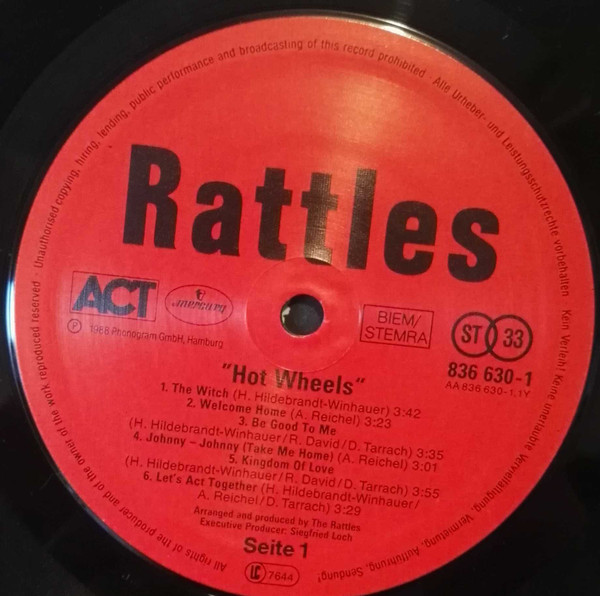 All rights of the producer and of the owner of the work reproduced reserved - Unauthorised copying, hiring, lending, public performance and broadcasting of this record prohibited Alle Urheber- und Leistungsschutzrechte vorbehalten Kein Verleih! Keine unerlaubte Vervielfältigung, Vermietung, Aufführung, Sendung!
Rattles
ACT
mercury
BIEM/
STEMRA
ST 33
℗ 1988 Phonogram GmbH, Hamburg
836 630-1
AA 836 630-1.1Y
"Hot Wheels"
1. The Witch (H. Hildebrandt-Winhauer) 3:42
2. Welcome Home (A. Reichel) 3:23
3. Be Good To Me
(H. Hildebrandt-Winhauer/R. David/D. Tarrach) 3:35
4. Johnny – Johnny (Take Me Home) (A. Reichel) 3:01
5. Kingdom Of Love
(H. Hildebrandt-Winhauer/R. David/D. Tarrach) 3:55
6. Let's Act Together (H. Hildebrandt-Winhauer/
A. Reichel/D. Tarrach) 3:29
Arranged and produced by The Rattles
Executive Producer: Siegfried Loch
Seite 1
LC 7644